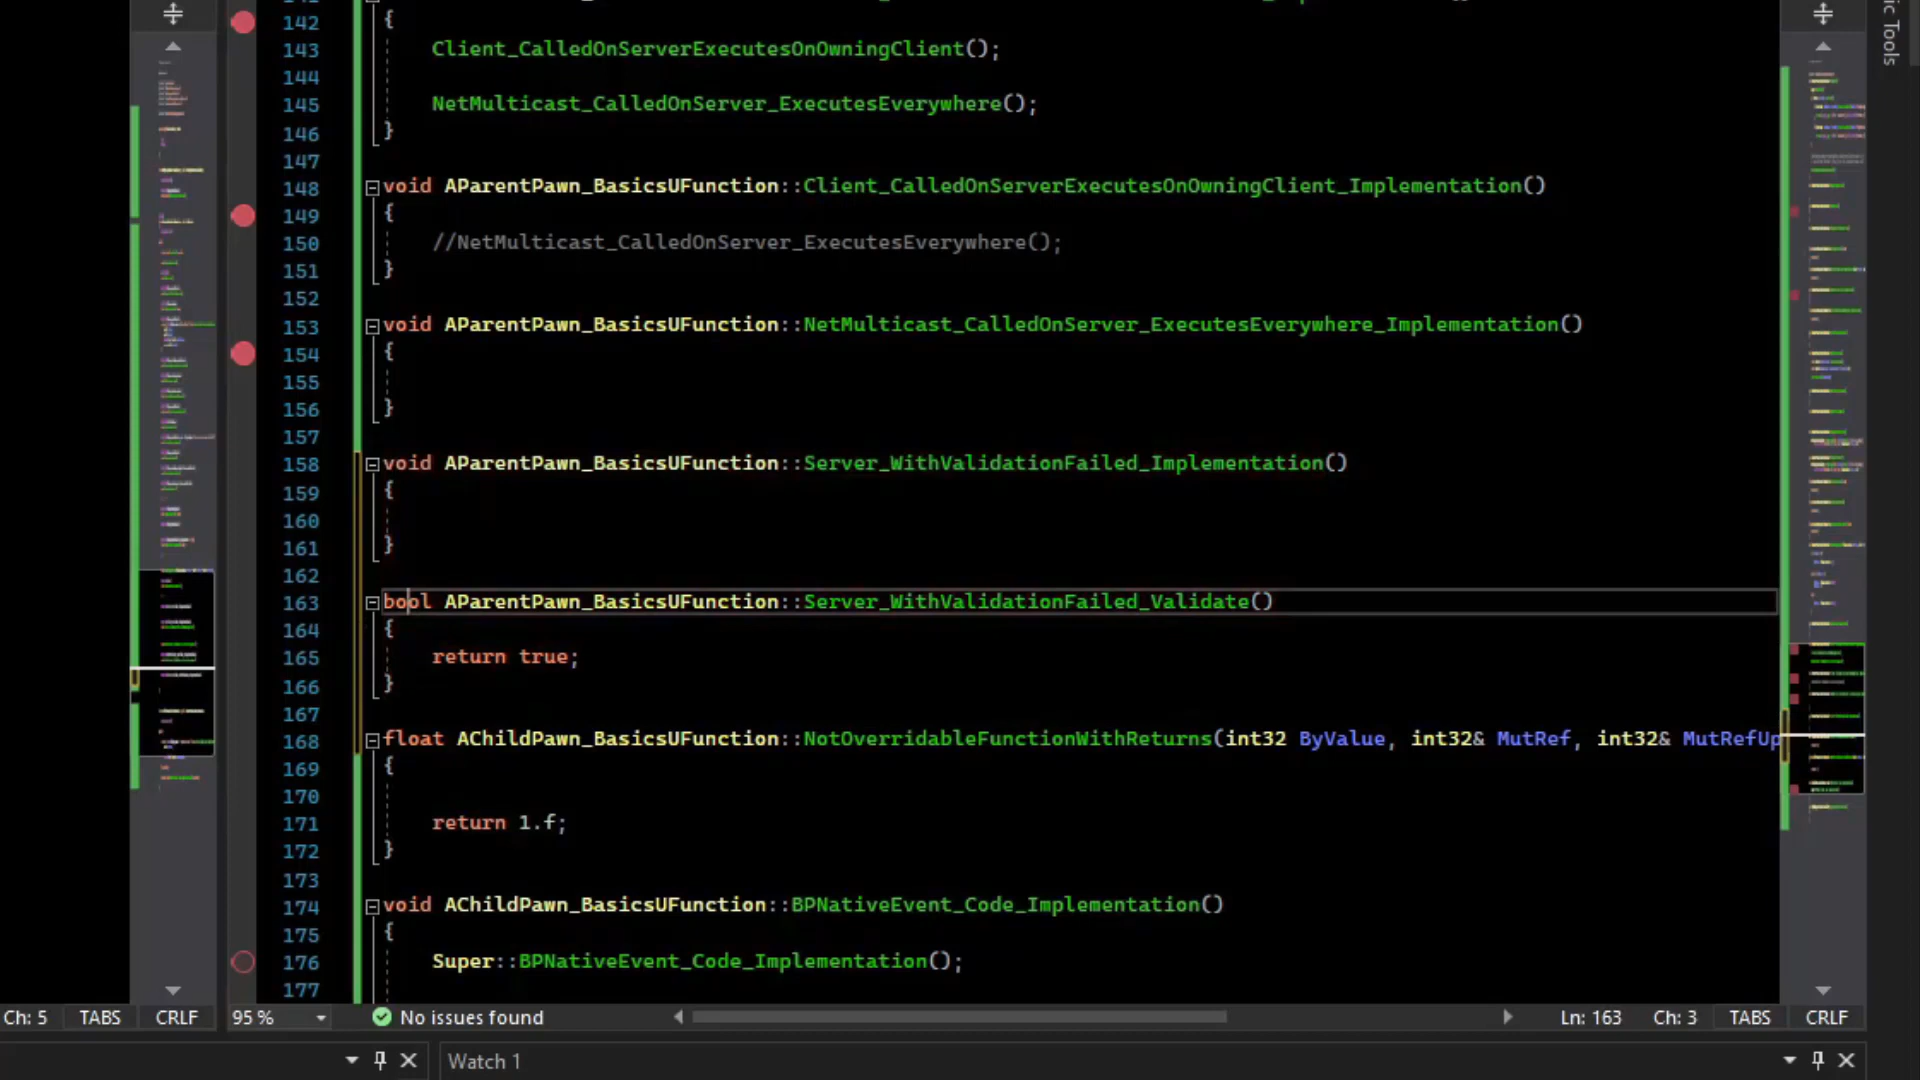 142 {
143 Client_CalledOnServerExecutesOnOwningClient();
144
145 NetMulticast_CalledOnServer_ExecutesEverywhere();
146 }
147
148 void AParentPawn_BasicsUFunction::Client_CalledOnServerExecutesOnOwningClient_Implementation()
149 {
150 //NetMulticast_CalledOnServer_ExecutesEverywhere();
151 }
152
153 void AParentPawn_BasicsUFunction::NetMulticast_CalledOnServer_ExecutesEverywhere_Implementation()
154 {
155
156 }
157
158 void AParentPawn_BasicsUFunction::Server_WithValidationFailed_Implementation()
159 {
160
161 }
162
163 bool AParentPawn_BasicsUFunction::Server_WithValidationFailed_Validate()
164 {
165 return true;
166 }
167
168 float AChildPawn_BasicsUFunction::NotOverridableFunctionWithReturns(int32 ByValue, int32& MutRef, int32& MutRefUp
169 {
170
171 return 1.f;
172 }
173
174 void AChildPawn_BasicsUFunction::BPNativeEvent_Code_Implementation()
175 {
176 Super::BPNativeEvent_Code_Implementation();
177
ic Tools
Ch: 5 TABS CRLF 95 % No issues found Ln: 163 Ch: 3 TABS CRLF
Watch 1